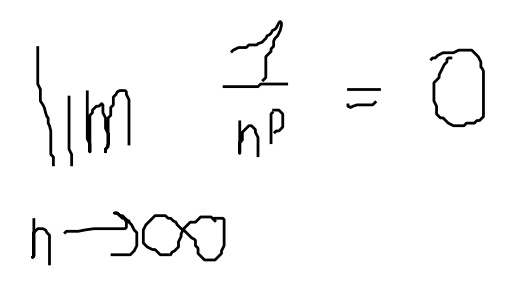 lim 1/n^p = 0
n→∞